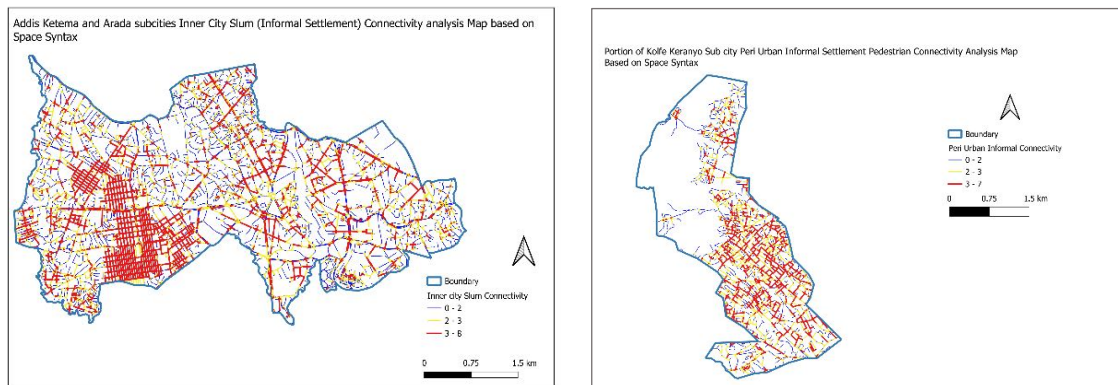 Addis Ketema and Arada subcities Inner City Slum (Informal Settlement) Connectivity analysis Map based on
Space Syntax
Boundary
Inner city Slum Connectivity
0 - 2
2 - 3
3 - 8
0 0.75 1.5 km
Portion of Kolfe Keranyo Sub city Peri Urban Informal Settlement Pedestrian Connectivity Analysis Map
Based on Space Syntax
Boundary
Peri Urban Informal Connectivity
0 - 2
2 - 3
3 - 7
0 0.75 1.5 km